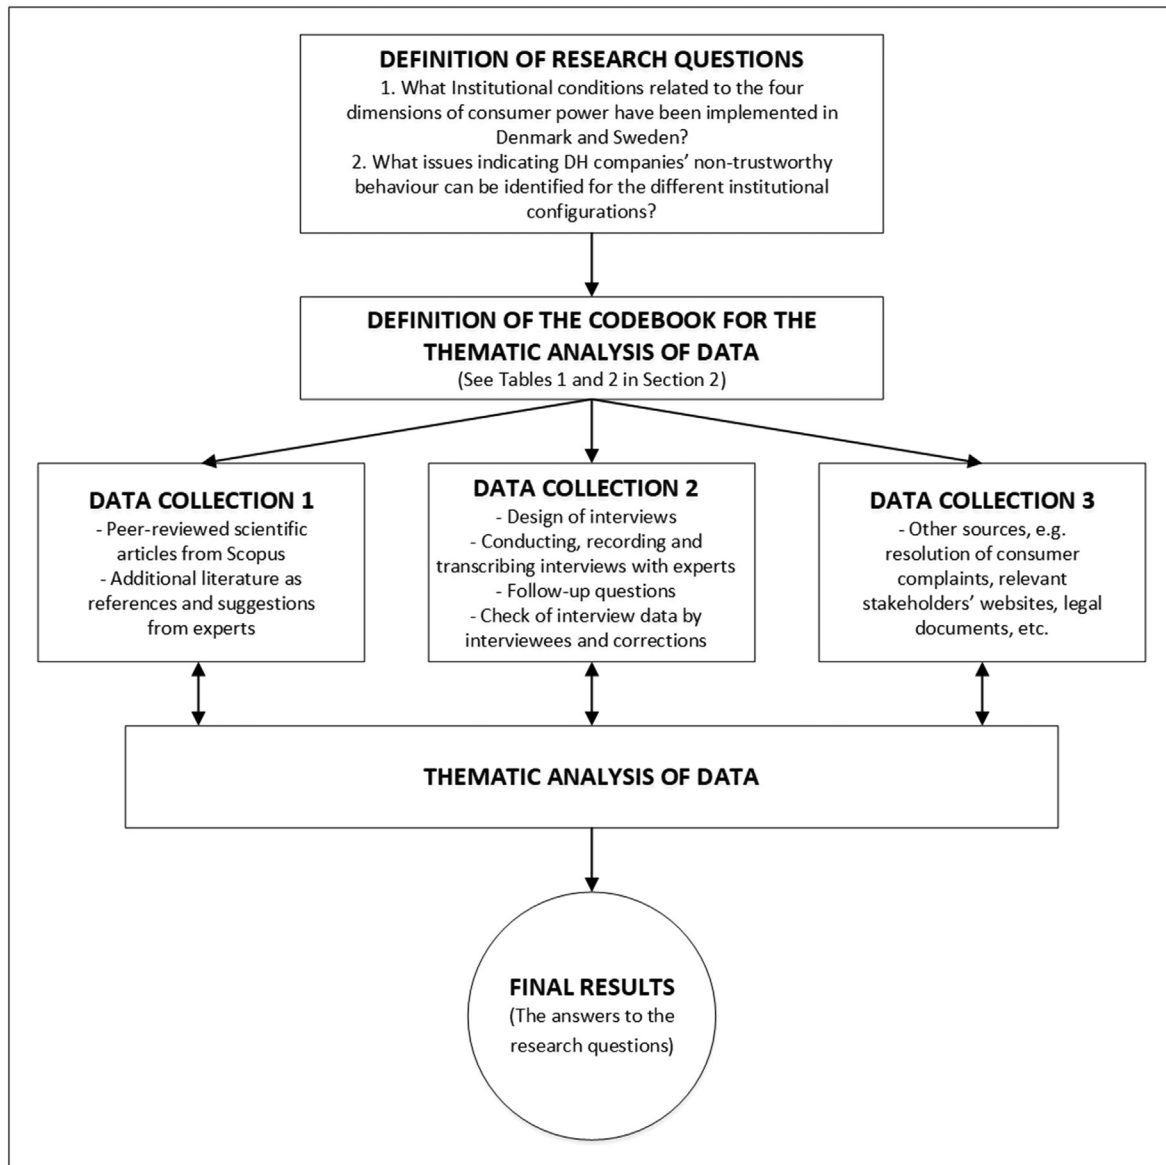 DEFINITION OF RESEARCH QUESTIONS
1. What Institutional conditions related to the four
dimensions of consumer power have been implemented in
Denmark and Sweden?
2. What issues indicating DH companies’ non-trustworthy
behaviour can be identified for the different institutional
configurations?
DEFINITION OF THE CODEBOOK FOR THE
THEMATIC ANALYSIS OF DATA
(See Tables 1 and 2 in Section 2)
DATA COLLECTION 1
- Peer-reviewed scientific
articles from Scopus
- Additional literature as
references and suggestions
from experts
DATA COLLECTION 2
- Design of interviews
- Conducting, recording and
transcribing interviews with experts
- Follow-up questions
- Check of interview data by
interviewees and corrections
DATA COLLECTION 3
- Other sources, e.g.
resolution of consumer
complaints, relevant
stakeholders’ websites, legal
documents, etc.
THEMATIC ANALYSIS OF DATA
FINAL RESULTS
(The answers to the
research questions)